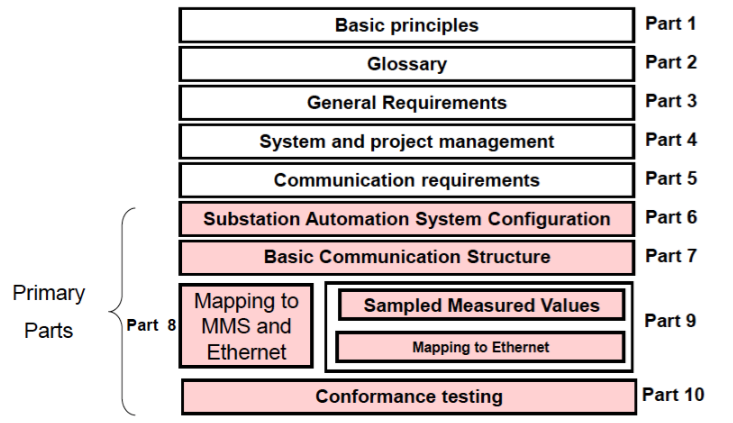 Basic principles Part 1
Glossary Part 2
General Requirements Part 3
System and project management Part 4
Communication requirements Part 5
Substation Automation System Configuration Part 6
Basic Communication Structure Part 7
Primary
Parts
Part 8
Mapping to
MMS and
Ethernet
Sampled Measured Values
Mapping to Ethernet
Part 9
Conformance testing Part 10